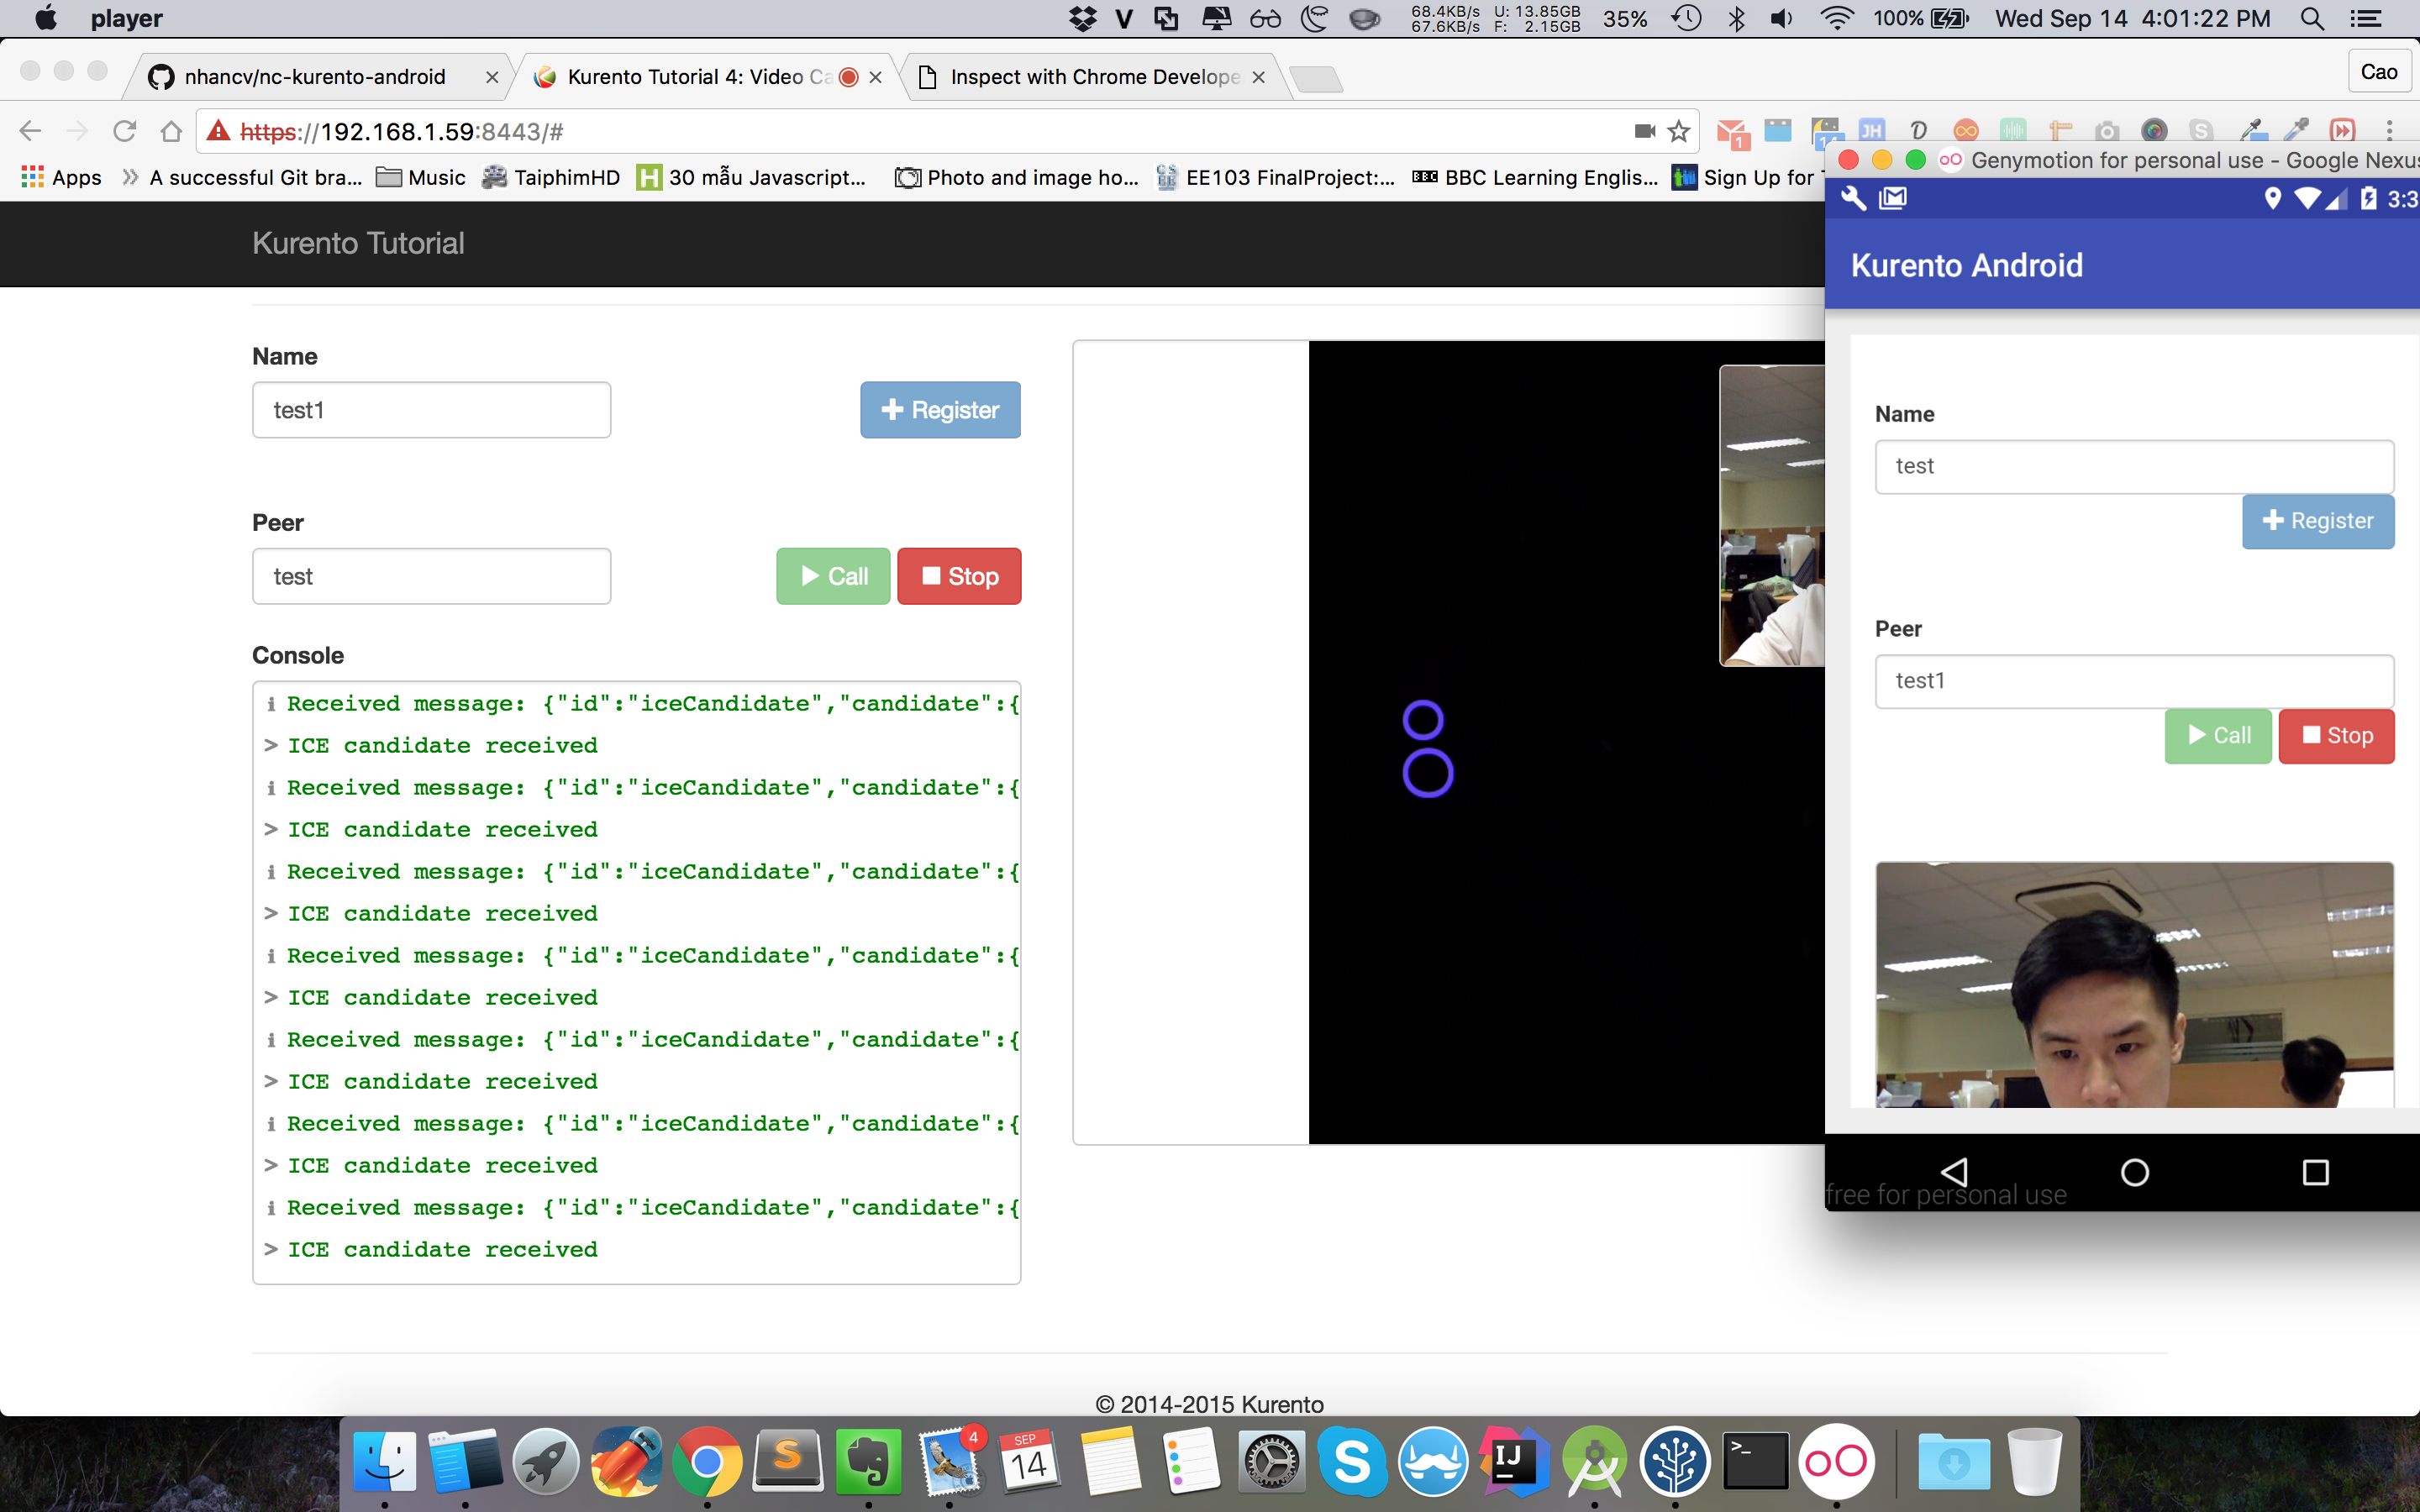 player
68.4KB/s
67.6KB/s
U: 13.85GB
F: 2.15GB
35%
100%
Wed Sep 14 4:01:22 PM
nhancv/nc-kurento-android
Kurento Tutorial 4: Video Ca
Inspect with Chrome Develope
Cao
https://192.168.1.59:8443/#
Apps
A successful Git bra...
Music
TaiphimHD
30 mẫu Javascript...
Photo and image ho...
EE103 FinalProject:...
BBC Learning Englis...
Sign Up for
Kurento Tutorial
Name
test1
Register
Peer
test
Call
Stop
Console
i Received message: {"id":"iceCandidate","candidate":{
> ICE candidate received
i Received message: {"id":"iceCandidate","candidate":{
> ICE candidate received
i Received message: {"id":"iceCandidate","candidate":{
> ICE candidate received
i Received message: {"id":"iceCandidate","candidate":{
> ICE candidate received
i Received message: {"id":"iceCandidate","candidate":{
> ICE candidate received
i Received message: {"id":"iceCandidate","candidate":{
> ICE candidate received
i Received message: {"id":"iceCandidate","candidate":{
> ICE candidate received
© 2014-2015 Kurento
Genymotion for personal use - Google Nexus
3:3
Kurento Android
Name
test
Register
Peer
test1
Call
Stop
free for personal use
4
SEP
14
IJ